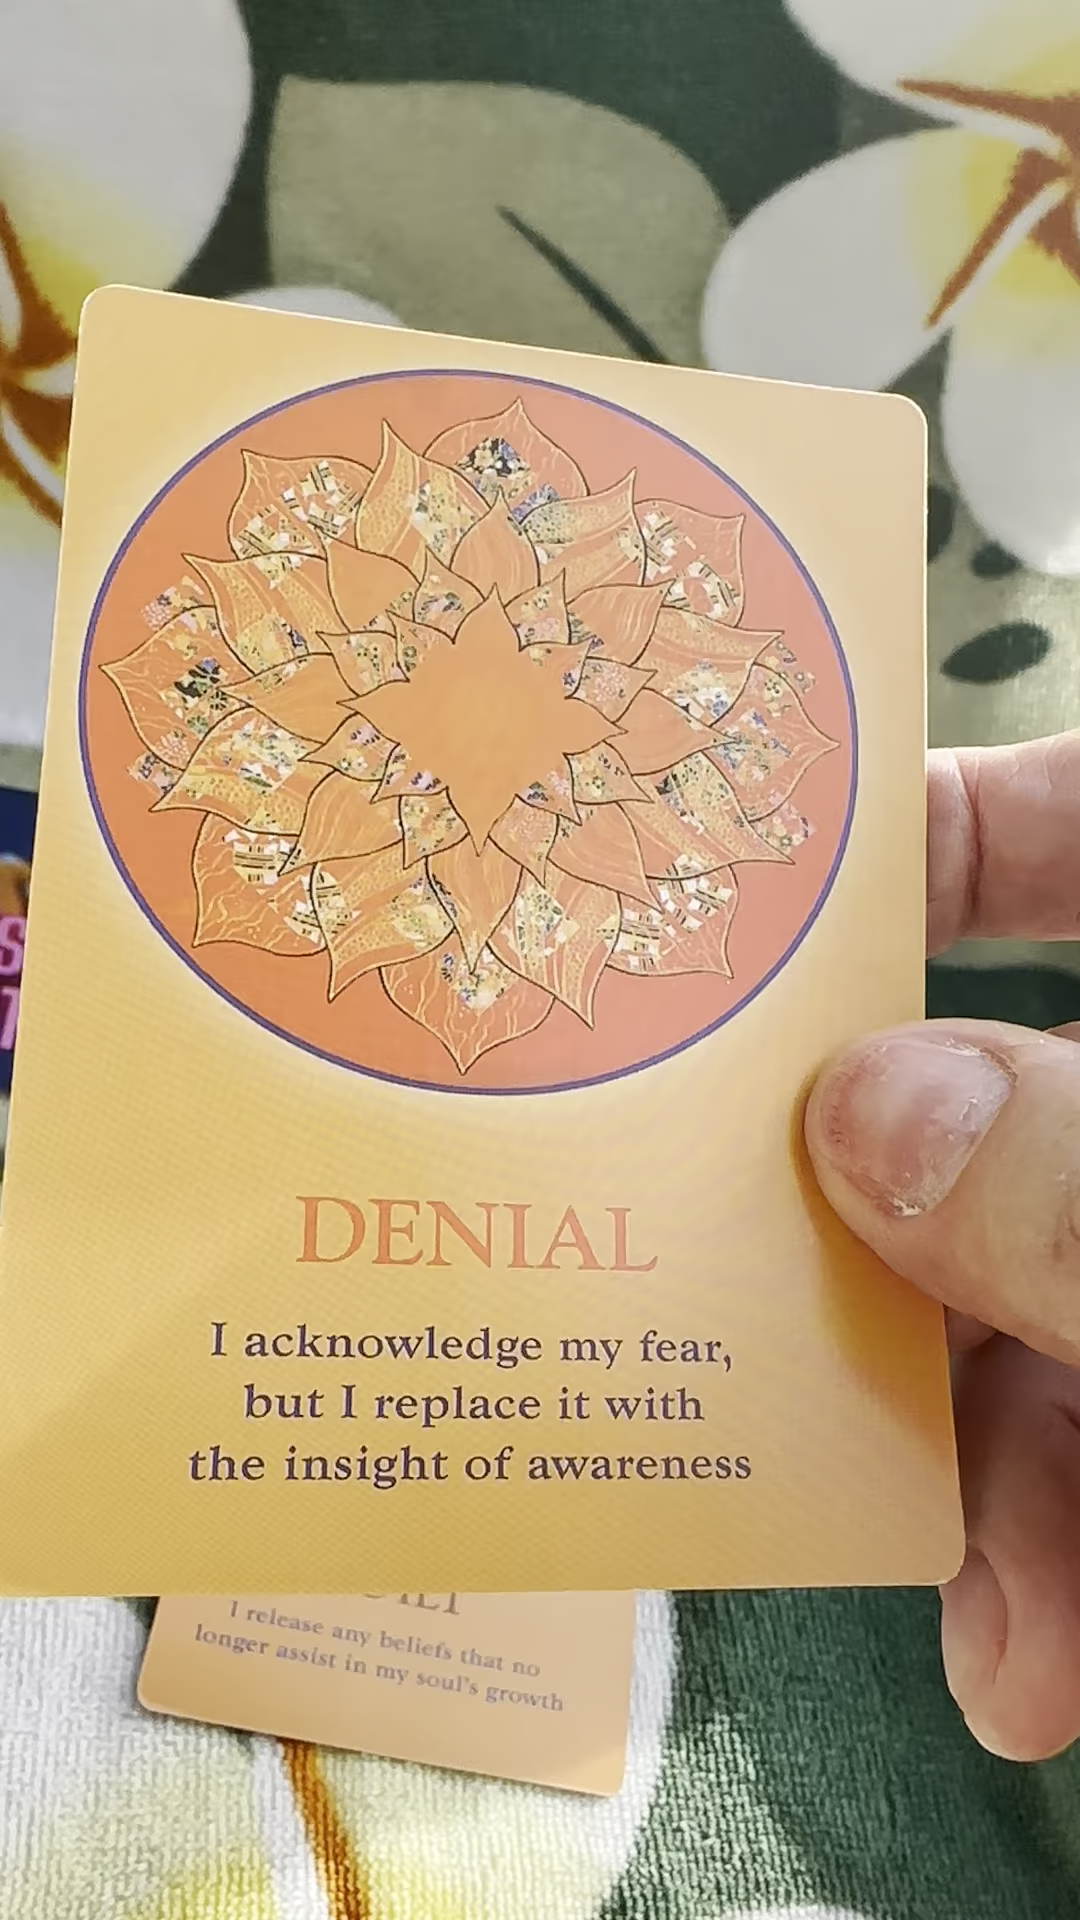 DENIAL
I acknowledge my fear,
but I replace it with
the insight of awareness
I release any beliefs that no
longer assist in my soul's growth